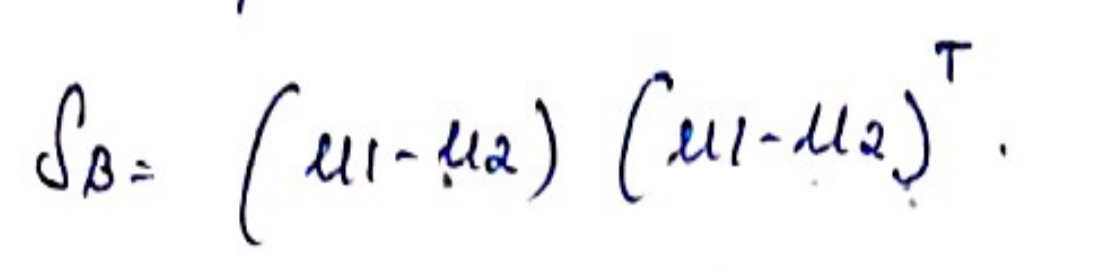 S_B = (μ1 - μ2) (μ1 - μ2)^T .